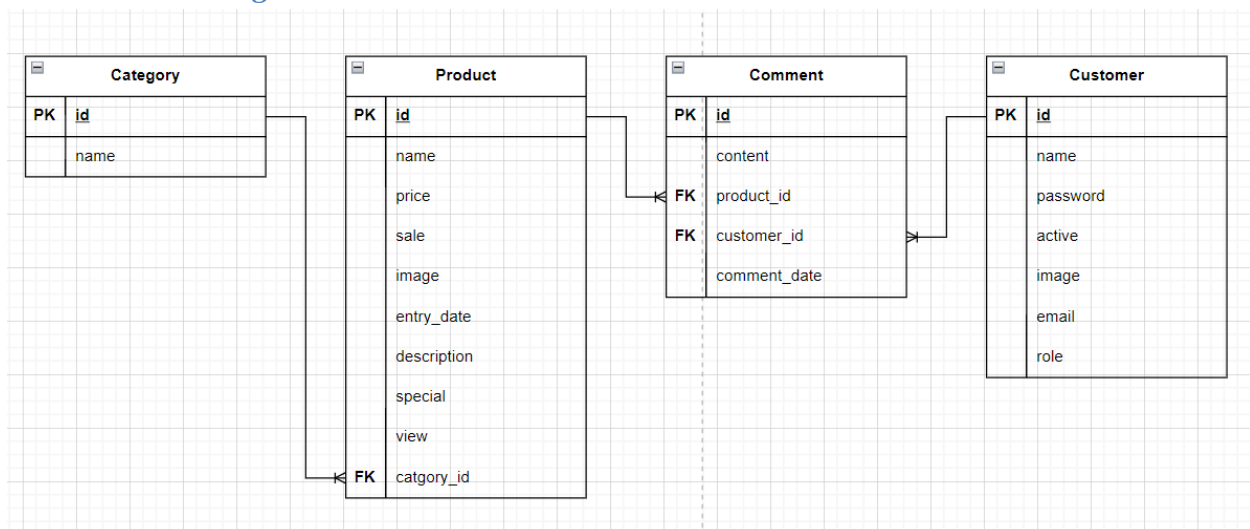 Category
PK id
name
Product
PK id
name
price
sale
image
entry_date
description
special
view
FK catgory_id
Comment
PK id
content
FK product_id
FK customer_id
comment_date
Customer
PK id
name
password
active
image
email
role